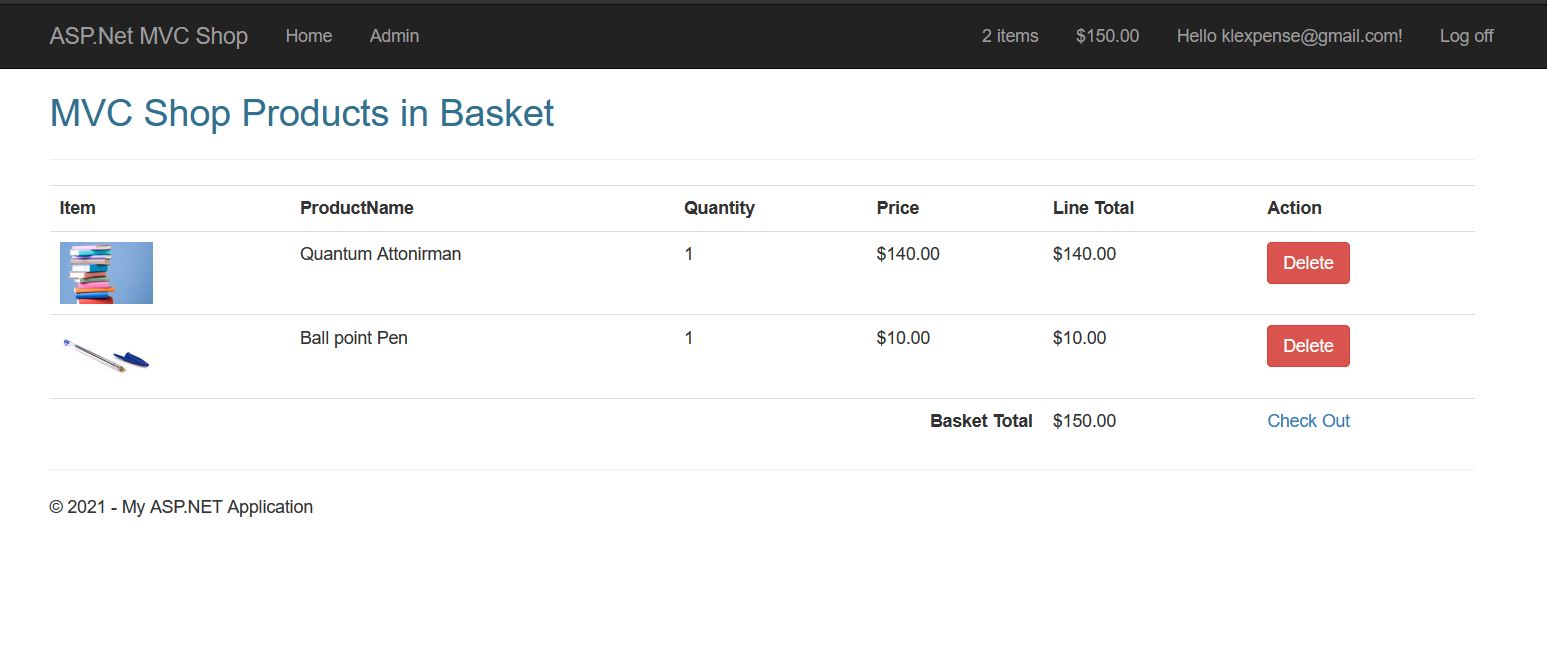 ASP.Net MVC Shop Home Admin 2 items $150.00 Hello klexpense@gmail.com! Log off
MVC Shop Products in Basket
Item ProductName Quantity Price Line Total Action
Quantum Attonirman 1 $140.00 $140.00 Delete
Ball point Pen 1 $10.00 $10.00 Delete
Basket Total $150.00 Check Out
© 2021 - My ASP.NET Application